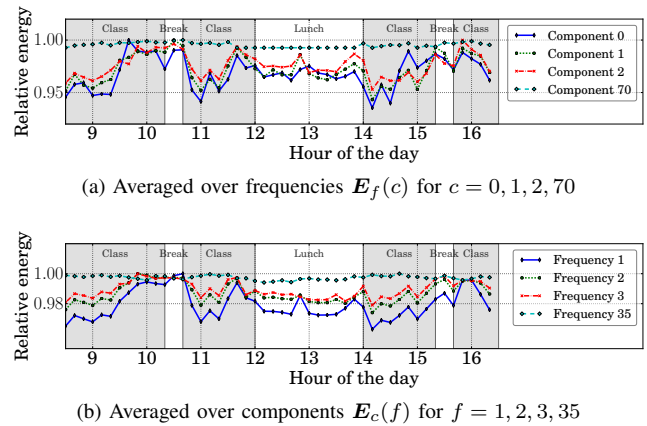 Class Break Class Lunch Class Break Class
1.00
0.95
Relative energy
9 10 11 12 13 14 15 16
Hour of the day
Component 0
Component 1
Component 2
Component 70
(a) Averaged over frequencies E_f(c) for c = 0, 1, 2, 70
Class Break Class Lunch Class Break Class
1.00
0.98
Relative energy
9 10 11 12 13 14 15 16
Hour of the day
Frequency 1
Frequency 2
Frequency 3
Frequency 35
(b) Averaged over components E_c(f) for f = 1, 2, 3, 35